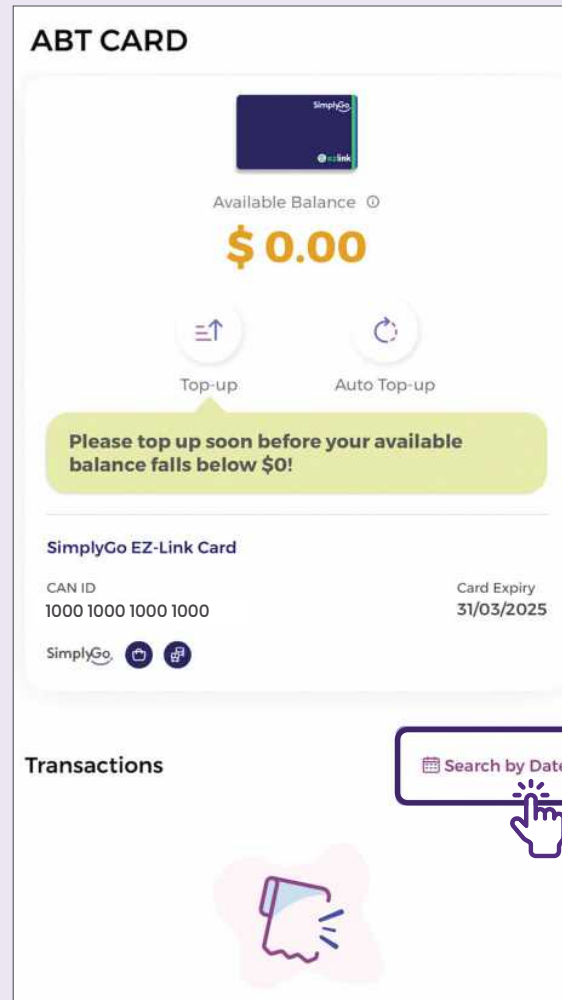 ABT CARD
SimplyGo
ezlink
Available Balance
$ 0.00
Top-up
Auto Top-up
Please top up soon before your available
balance falls below $0!
SimplyGo EZ-Link Card
CAN ID
Card Expiry
1000 1000 1000 1000
31/03/2025
SimplyGo
Transactions
Search by Date